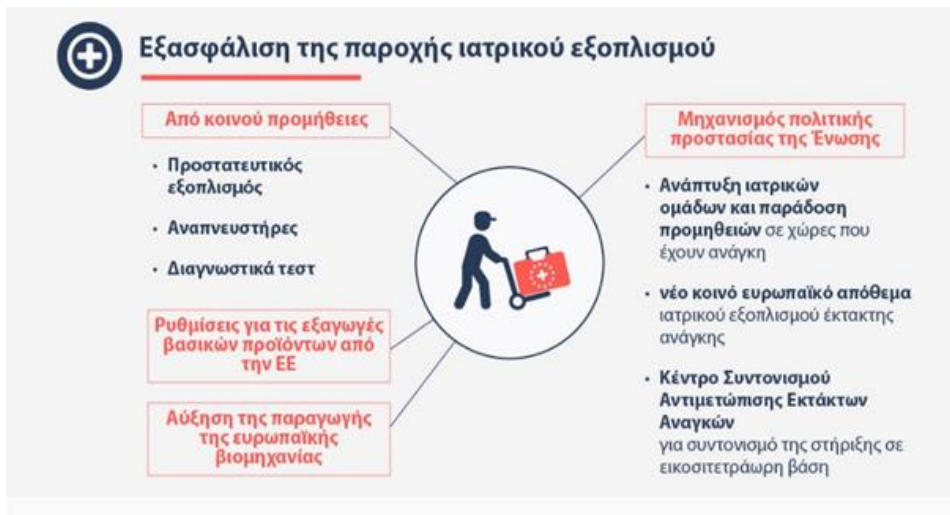 Εξασφάλιση της παροχής ιατρικού εξοπλισμού
Από κοινού προμήθειες
• Προστατευτικός
εξοπλισμός
• Αναπνευστήρες
• Διαγνωστικά τεστ
Ρυθμίσεις για τις εξαγωγές
βασικών προϊόντων από
την ΕΕ
Αύξηση της παραγωγής
της ευρωπαϊκής
βιομηχανίας
Μηχανισμός πολιτικής
προστασίας της Ένωσης
• Ανάπτυξη ιατρικών
ομάδων και παράδοση
προμηθειών σε χώρες που
έχουν ανάγκη
• νέο κοινό ευρωπαϊκό απόθεμα
ιατρικού εξοπλισμού έκτακτης
ανάγκης
• Κέντρο Συντονισμού
Αντιμετώπισης Εκτάκτων
Αναγκών
για συντονισμό της στήριξης σε
εικοσιτετράωρη βάση